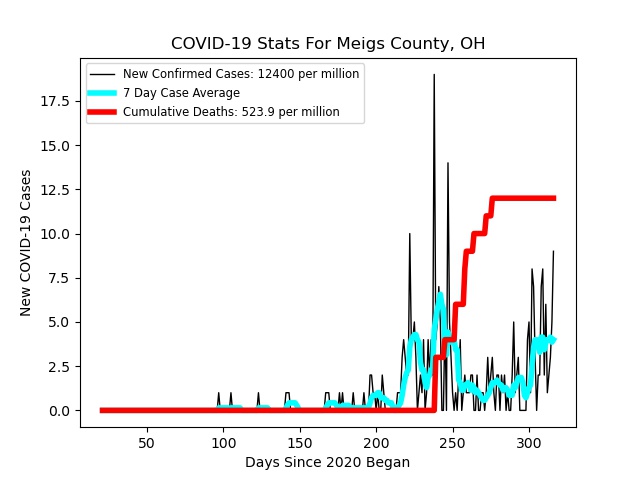 COVID-19 Stats For Meigs County, OH
New Confirmed Cases: 12400 per million
7 Day Case Average
Cumulative Deaths: 523.9 per million
New COVID-19 Cases
17.5
15.0
12.5
10.0
7.5
5.0
2.5
0.0
50 100 150 200 250 300
Days Since 2020 Began